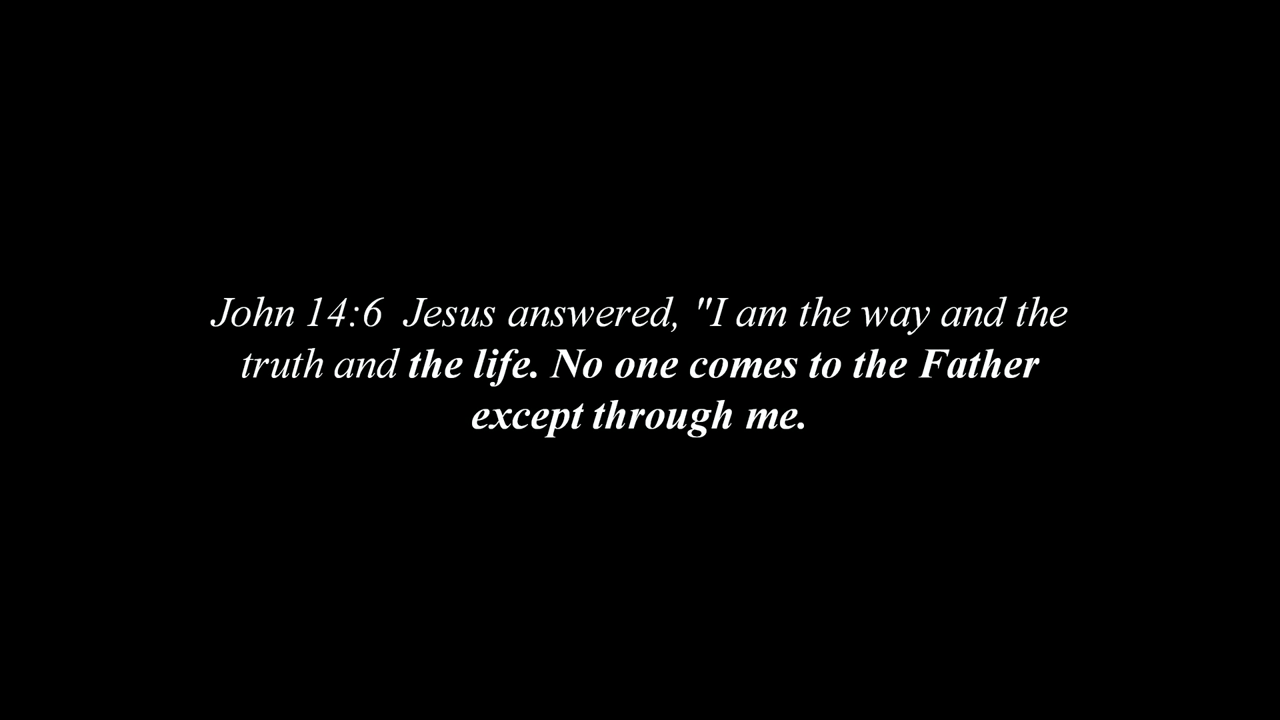 John 14:6  Jesus answered, "I am the way and the
truth and the life. No one comes to the Father
except through me.